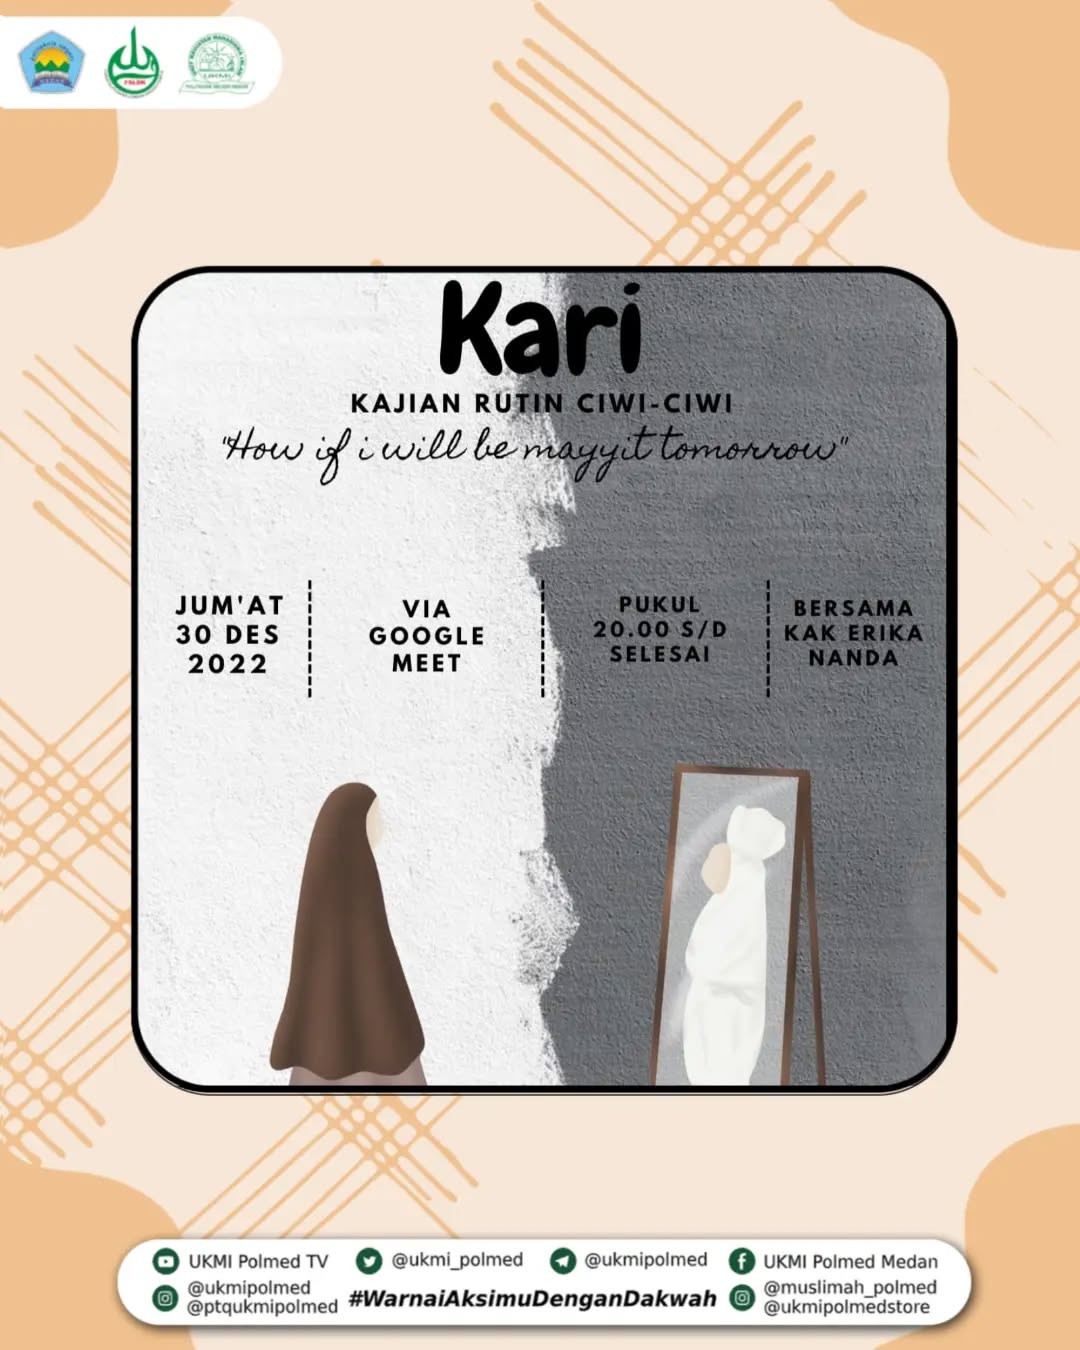 Kari
KAJIAN RUTIN CIWI-CIWI
"How if i will be mayyit tomorrow"
JUM'AT
30 DES
2022
VIA
GOOGLE
MEET
PUKUL
20.00 S/D
SELESAI
BERSAMA
KAK ERIKA
NANDA
UKMI Polmed TV
@ukmi_polmed
@ukmipolmed
UKMI Polmed Medan
@ukmipolmed
@ptqukmipolmed
#WarnaiAksimuDenganDakwah
@muslimah_polmed
@ukmipolmedstore